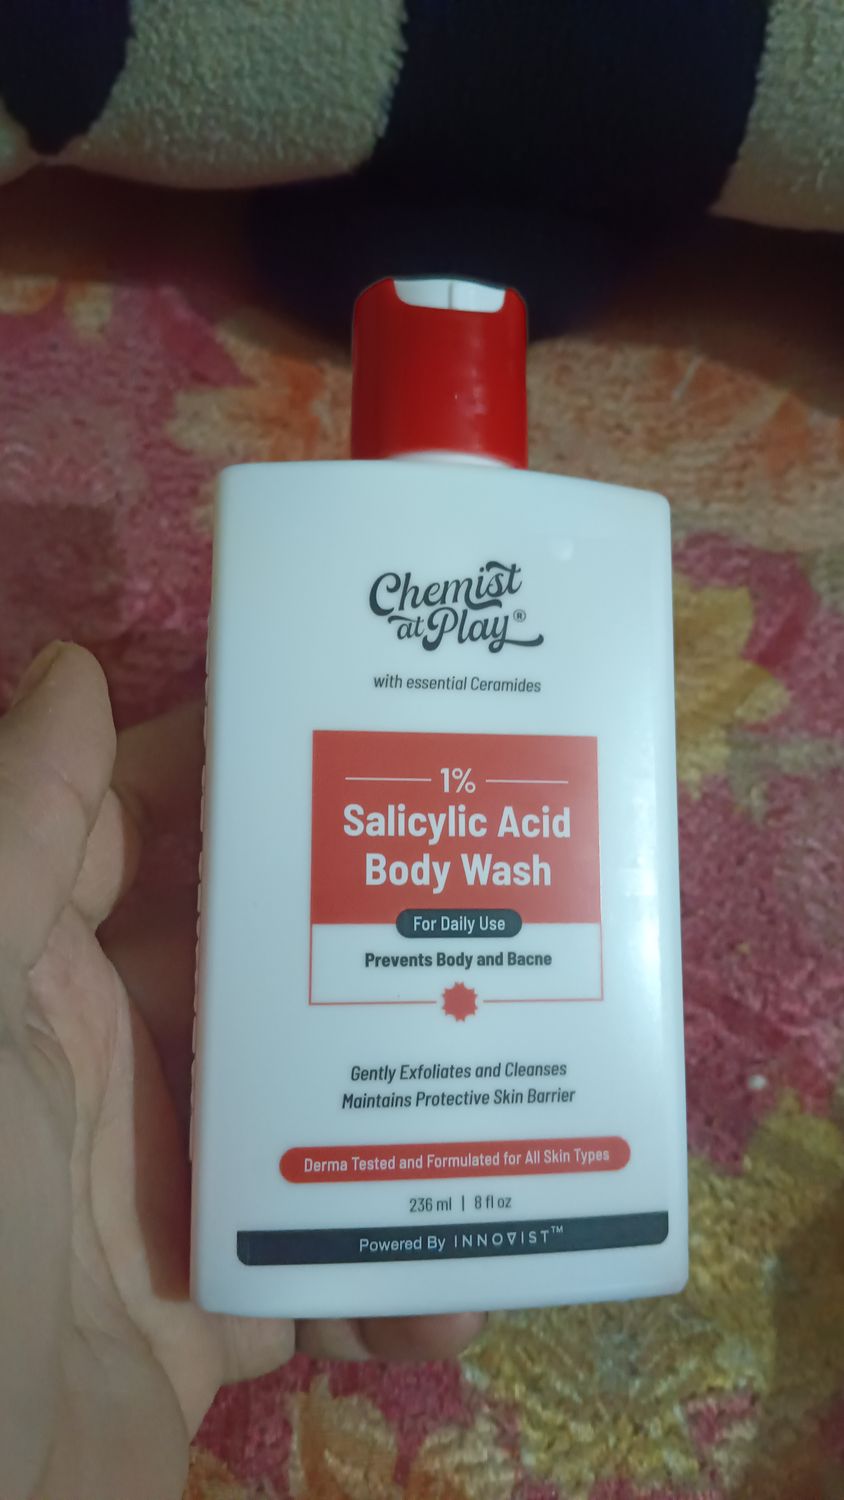 Chemist
at Play®
with essential Ceramides
1%
Salicylic Acid
Body Wash
For Daily Use
Prevents Body and Bacne
Gently Exfoliates and Cleanses
Maintains Protective Skin Barrier
Derma Tested and Formulated for All Skin Types
236 ml | 8 fl oz
Powered By INNOVIST™